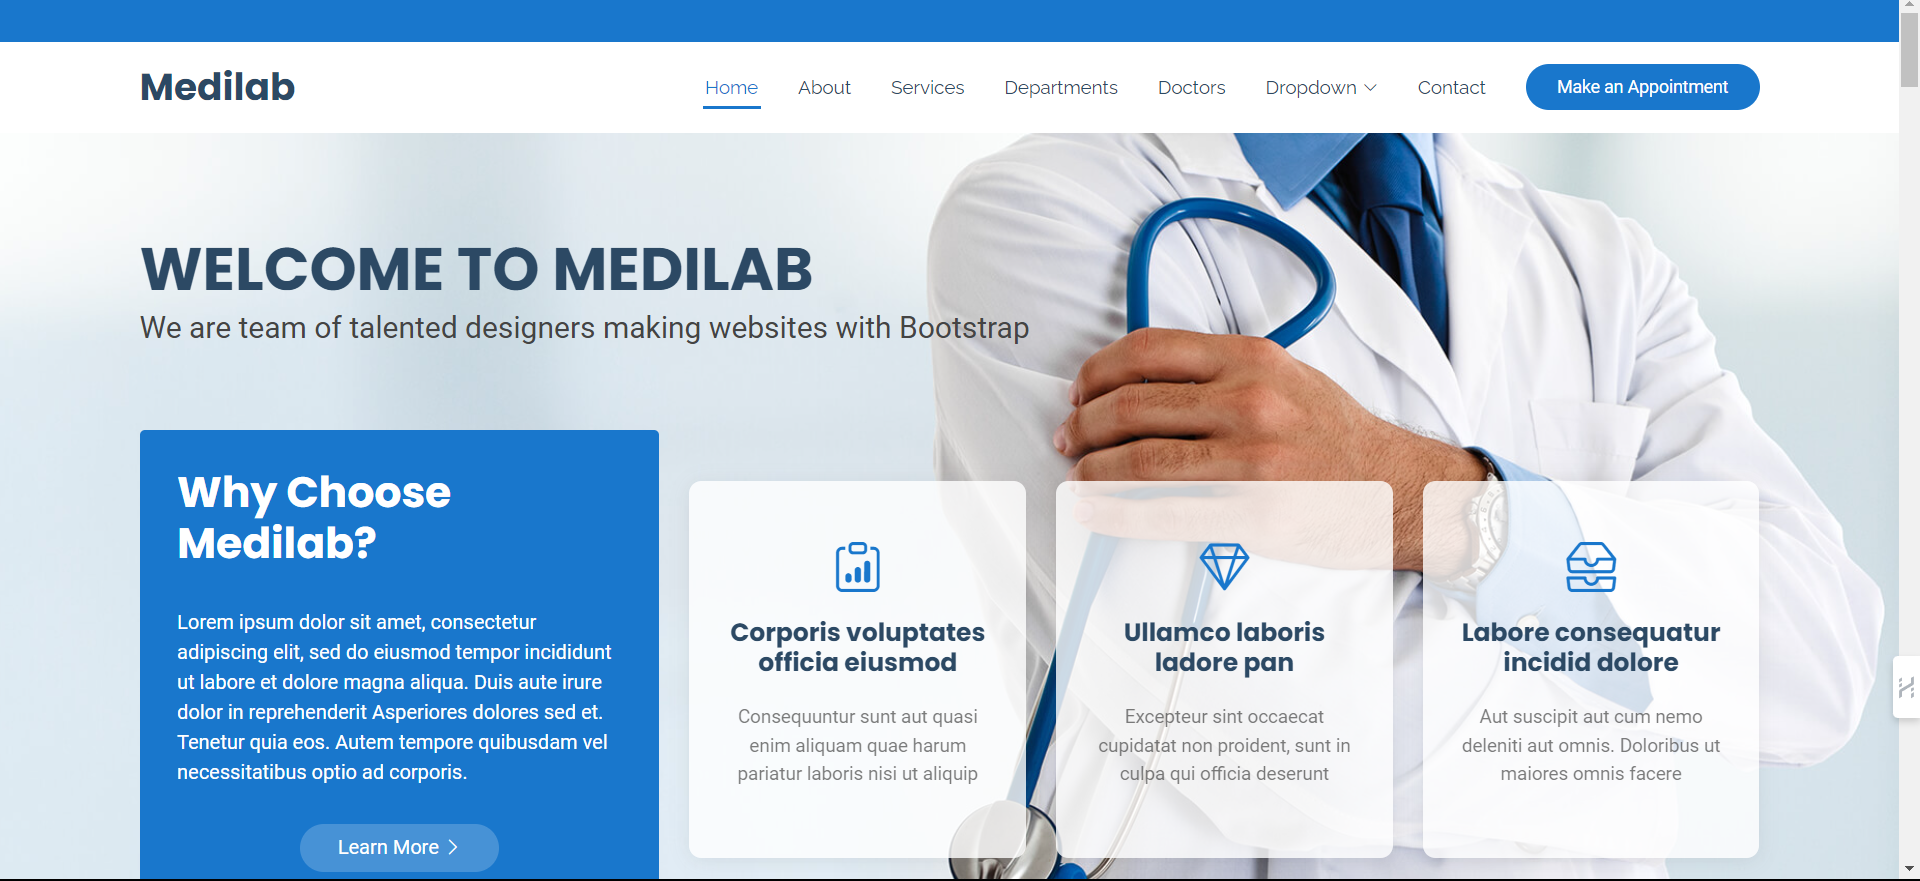 Medilab
Home
About
Services
Departments
Doctors
Dropdown
Contact
Make an Appointment
WELCOME TO MEDILAB
We are team of talented designers making websites with Bootstrap
Why Choose
Medilab?
Lorem ipsum dolor sit amet, consectetur
adipiscing elit, sed do eiusmod tempor incididunt
ut labore et dolore magna aliqua. Duis aute irure
dolor in reprehenderit Asperiores dolores sed et.
Tenetur quia eos. Autem tempore quibusdam vel
necessitatibus optio ad corporis.
Learn More
Corporis voluptates
officia eiusmod
Consequuntur sunt aut quasi
enim aliquam quae harum
pariatur laboris nisi ut aliquip
Ullamco laboris
ladore pan
Excepteur sint occaecat
cupidatat non proident, sunt in
culpa qui officia deserunt
Labore consequatur
incidid dolore
Aut suscipit aut cum nemo
deleniti aut omnis. Doloribus ut
maiores omnis facere